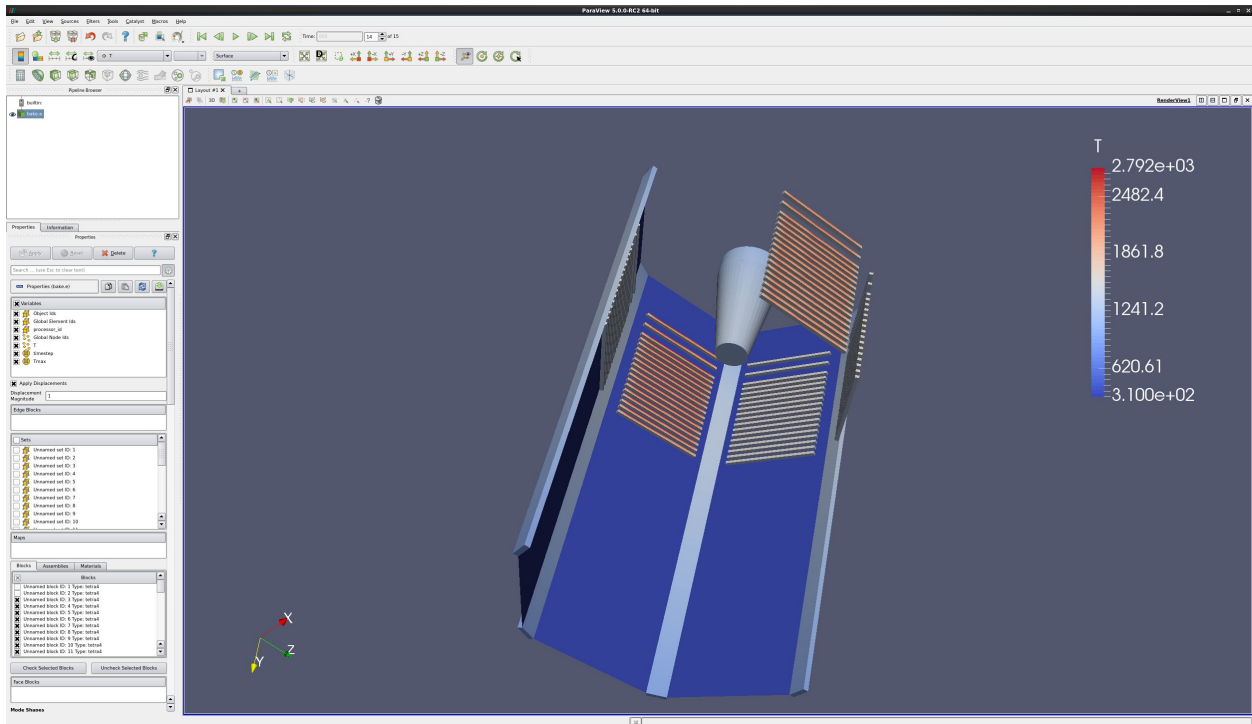 ParaView 5.0.0-RC2 64-bit
File Edit View Sources Filters Tools Catalyst Macros Help
Time: 14 of 15
T Surface
Pipeline Browser Layout #1
3D RenderView1
builtin:
bake.e
Properties Information
Properties
Apply Reset Delete ?
Search ... (use Esc to clear text)
Properties (bake.e)
Variables
Object Ids
Global Element Ids
processor_id
Global Node Ids
T
timestep
Tmax
Apply Displacements
Displacement
Magnitude 1
Edge Blocks
Sets
Unnamed set ID: 1
Unnamed set ID: 2
Unnamed set ID: 3
Unnamed set ID: 4
Unnamed set ID: 5
Unnamed set ID: 6
Unnamed set ID: 7
Unnamed set ID: 8
Unnamed set ID: 9
Unnamed set ID: 10
Maps
Blocks Assemblies Materials
Blocks
Unnamed block ID: 1 Type: tetra4
Unnamed block ID: 2 Type: tetra4
Unnamed block ID: 3 Type: tetra4
Unnamed block ID: 4 Type: tetra4
Unnamed block ID: 5 Type: tetra4
Unnamed block ID: 6 Type: tetra4
Unnamed block ID: 7 Type: tetra4
Unnamed block ID: 8 Type: tetra4
Unnamed block ID: 9 Type: tetra4
Unnamed block ID: 10 Type: tetra4
Unnamed block ID: 11 Type: tetra4
Check Selected Blocks Uncheck Selected Blocks
Face Blocks
Mode Shapes
T
2.792e+03
2482.4
1861.8
1241.2
620.61
3.100e+02
X
Z
Y